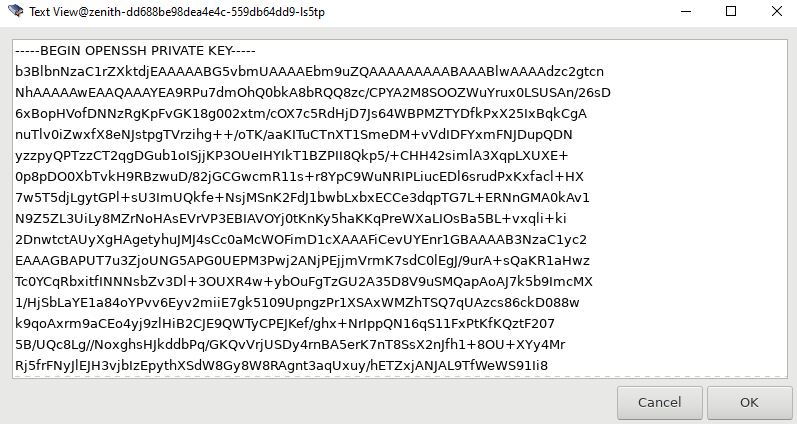 Text View@zenith-dd688be98dea4e4c-559db64dd9-ls5tp
-----BEGIN OPENSSH PRIVATE KEY-----
b3BlbnNzaC1rZXktdjEAAAAABG5vbmUAAAAEbm9uZQAAAAAAAAABAAABlwAAAAdzc2gtcn
NhAAAAAwEAAQAAAYEA9RPu7dmOhQ0bkA8bRQQ8zc/CPYA2M8SOOZWuYrux0LSUSAn/26sD
6xBopHVofDNNzRgKpFvGK18g002xtm/cOX7c5RdHjD7Js64WBPMZTYDfkPxX25IxBqkCgA
nuTlv0iZwxfX8eNJstpgTVrzihg++/oTK/aaKITuCTnXT1SmeDM+vVdIDFYxmFNJDupQDN
yzzpyQPTzzCT2qgDGub1oISjjKP3OUeIHYIkT1BZPII8Qkp5/+CHH42simlA3XqpLXUXE+
0p8pDO0XbTvkH9RBzwuD/82jGCGwcmR11s+r8YpC9WuNRIPLiucEDl6srudPxKxfacl+HX
7w5T5djLgytGPl+sU3ImUQkfe+NsjMSnK2FdJ1bwbLxbxECCe3dqpTG7L+ERNnGMA0kAv1
N9Z5ZL3UiLy8MZrNoHAsEVrVP3EBIAVOYj0tKnKy5haKKqPreWXaLIOsBa5BL+vxqli+ki
2DnwtctAUyXgHAgetyhuJMJ4sCc0aMcWOFimD1cXAAAFiCevUYEnr1GBAAAAB3NzaC1yc2
EAAAGBAPUT7u3ZjoUNG5APG0UEPM3Pwj2ANjPEjjmVrmK7sdC0lEgJ/9urA+sQaKR1aHwz
Tc0YCqRbxitfINNNsbZv3Dl+3OUXR4w+ybOuFgTzGU2A35D8V9uSMQapAoAJ7k5b9ImcMX
1/HjSbLaYE1a84oYPvv6Eyv2miiE7gk5109UpngzPr1XSAxWMZhTSQ7qUAzcs86ckD088w
k9qoAxrm9aCEo4yj9zlHiB2CJE9QWTyCPEJKef/ghx+NrIppQN16qS11FxPtKfKQztF207
5B/UQc8Lg//NoxghsHJkddbPq/GKQvVrjUSDy4rnBA5erK7nT8SsX2nJfh1+8OU+XYy4Mr
Rj5frFNyJlEJH3vjbIzEpythXSdW8Gy8W8RAgnt3aqUxuy/hETZxjANJAL9TfWeWS91Ii8
Cancel
OK